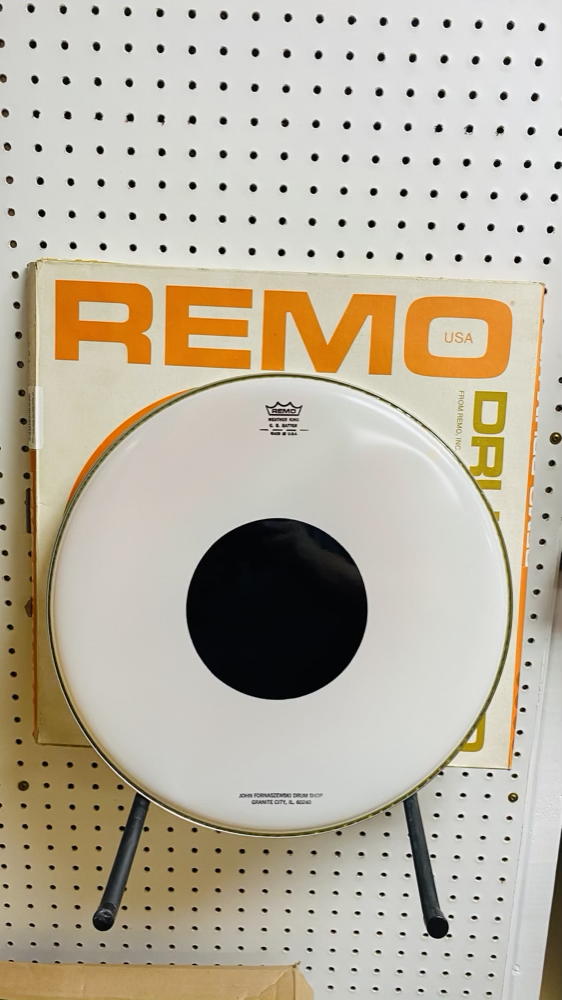 REMO
USA
DRU
FROM REMO, INC.
REMO
WEATHER KING
C. S. BATTER
MADE IN U.S.A.
JOHN FORNASZEWSKI DRUM SHOP
GRANITE CITY, IL. 60240